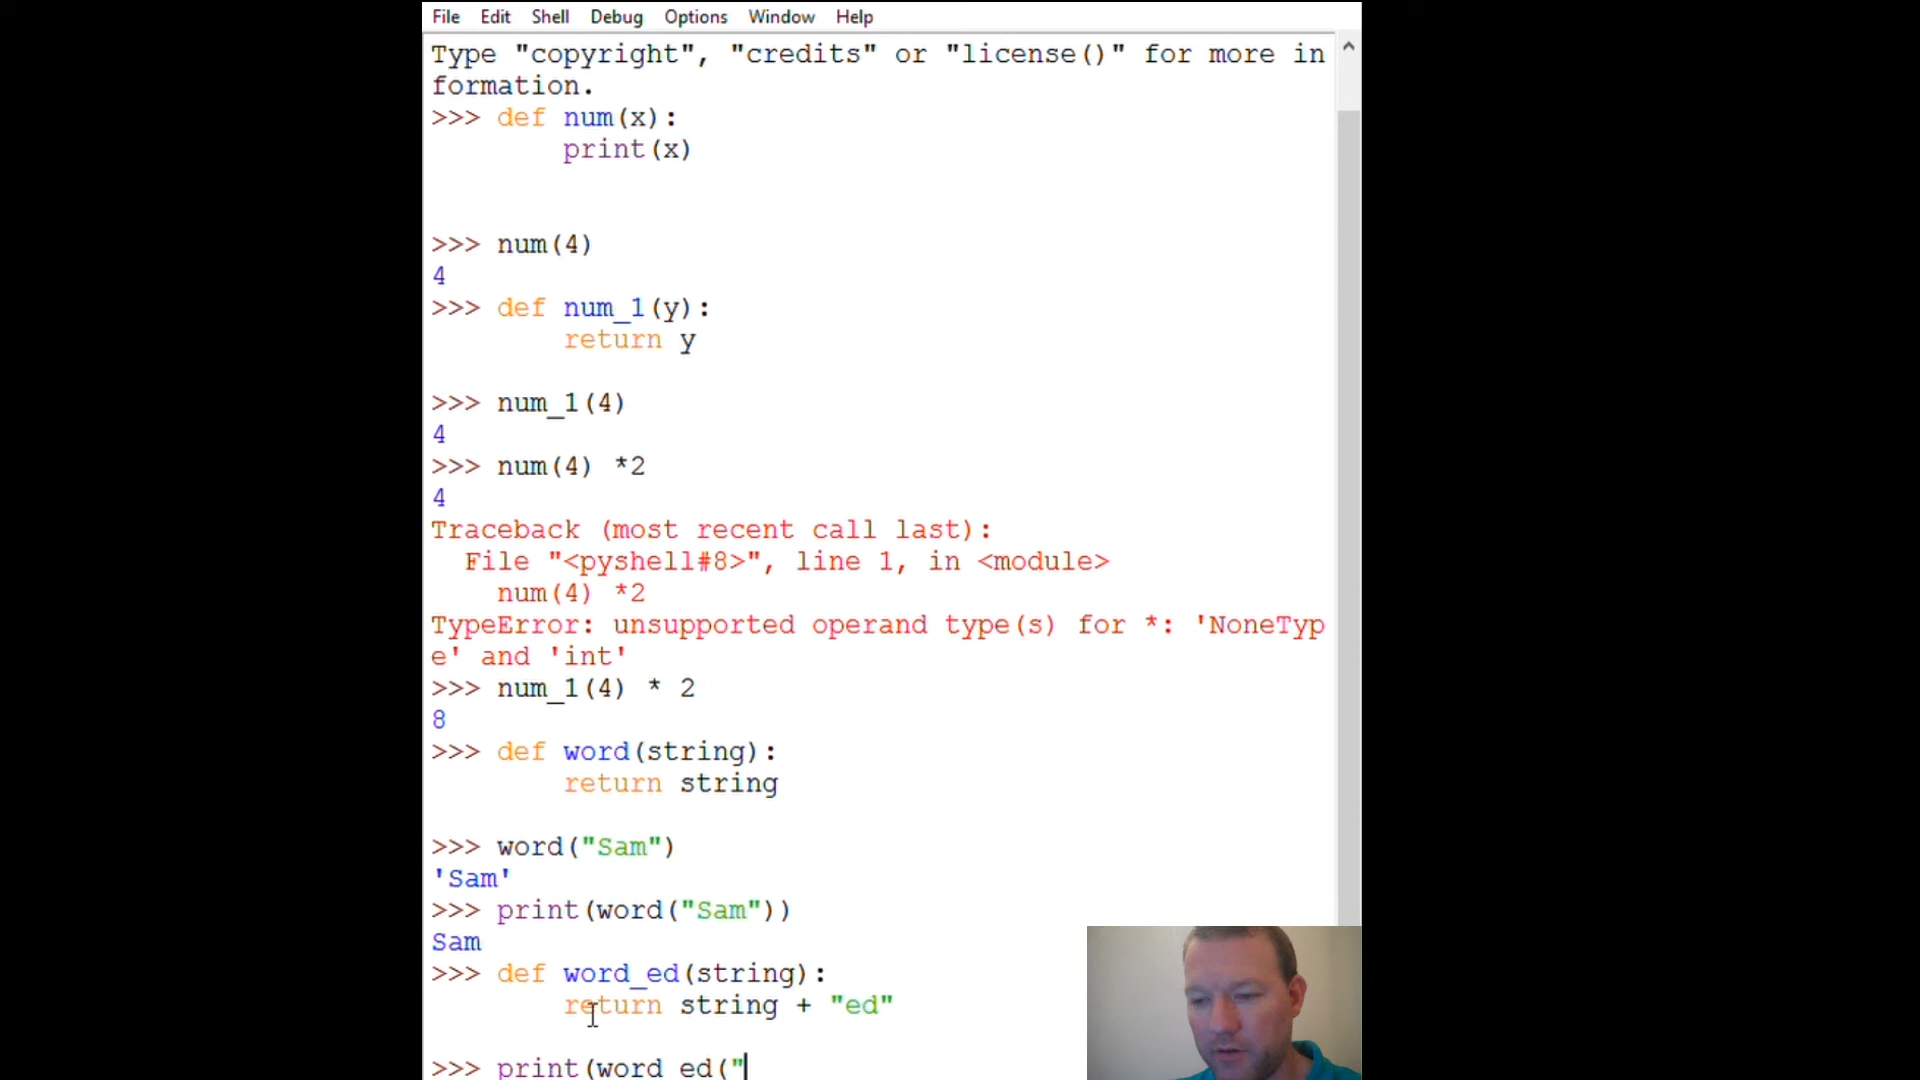 File Edit Shell Debug Options Window Help
Type "copyright", "credits" or "license()" for more in
formation.
>>> def num(x):
print(x)
>>> num(4)
4
>>> def num_1(y):
return y
>>> num_1(4)
4
>>> num(4) *2
4
Traceback (most recent call last):
File "<pyshell#8>", line 1, in <module>
num(4) *2
TypeError: unsupported operand type(s) for *: 'NoneTyp
e' and 'int'
>>> num_1(4) * 2
8
>>> def word(string):
return string
>>> word("Sam")
'Sam'
>>> print(word("Sam"))
Sam
>>> def word_ed(string):
return string + "ed"
>>> print(word ed("